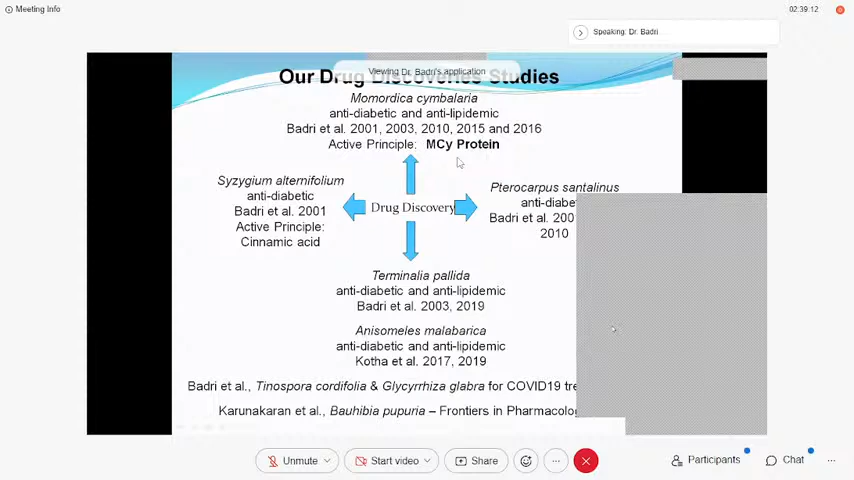 Meeting Info
02:39:12
Speaking: Dr. Badri
Viewing Dr. Badri's application
Our Drug Discoveries Studies
Momordica cymbalaria
anti-diabetic and anti-lipidemic
Badri et al. 2001, 2003, 2010, 2015 and 2016
Active Principle: MCy Protein
Syzygium alternifolium
anti-diabetic
Badri et al. 2001
Active Principle:
Cinnamic acid
Drug Discovery
Pterocarpus santalinus
Badri et al.
2010
Terminalia pallida
anti-diabetic and anti-lipidemic
Badri et al. 2003, 2019
Anisomeles malabarica
anti-diabetic and anti-lipidemic
Kotha et al. 2017, 2019
Badri et al., Tinospora cordifolia & Glycyrrhiza glabra for COVID19
Karunakaran et al., Bauhibia pupuria – Frontiers in
Unmute
Start video
Share
Participants
Chat